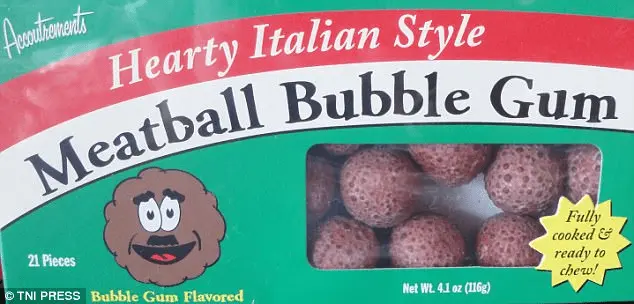 Accoutrements
Hearty Italian Style
Meatball Bubble Gum
21 Pieces
Bubble Gum Flavored
Net Wt. 4.1 oz (116g)
Fully
cooked &
ready to
chew!
© TNI PRESS